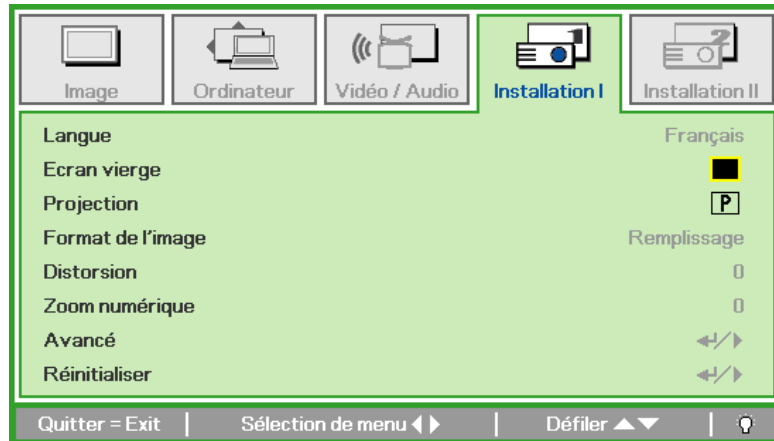 Image Ordinateur Vidéo / Audio Installation I Installation II
Langue Français
Ecran vierge
Projection P
Format de l'image Remplissage
Distorsion 0
Zoom numérique 0
Avancé
Réinitialiser
Quitter = Exit Sélection de menu Défiler